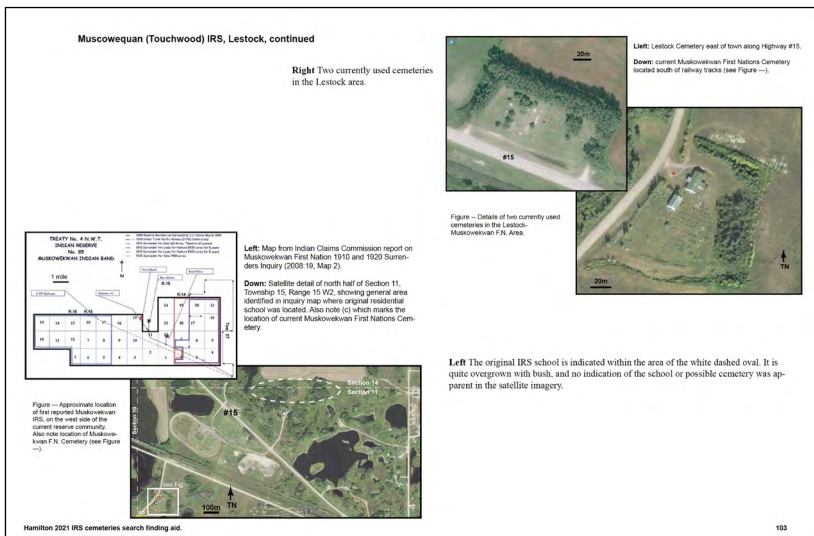 Muscowequan (Touchwood) IRS, Lestock, continued
Right Two currently used cemeteries
in the Lestock area.
20m
#15
Lleft: Lestock Cemetery east of town along Highway #15.
Down: current Muskowekwan First Nations Cemetery
located south of railway tracks (see Figure ---).
20m
TN
Figure -- Details of two currently used
cemeteries in the Lestock-
Muskowekwan F.N. Area.
TREATY No. 4 N.W.T.
INDIAN RESERVE
No. 85
MUSKOWEKWAN INDIAN BAND
1 mile
N
Left: Map from Indian Claims Commission report on
Muskowekwan First Nation 1910 and 1920 Surren-
ders Inquiry (2008:19, Map 2).
Down: Satellite detail of north half of Section 11,
Township 15, Range 15 W2, showing general area
identified in inquiry map where original residential
school was located. Also note (c) which marks the
location of current Muskowekwan First Nations Cem-
etery.
Figure --- Approximate location
of first reported Muskowekwan
IRS, on the west side of the
current reserve community.
Also note location of Muskowe-
kwan F.N. Cemetery (see Figure
---).
Section 14
Section 11
#15
Section 10
see Fig
100m
TN
Left The original IRS school is indicated within the area of the white dashed oval. It is
quite overgrown with bush, and no indication of the school or possible cemetery was ap-
parent in the satellite imagery.
Hamilton 2021 IRS cemeteries search finding aid.
103